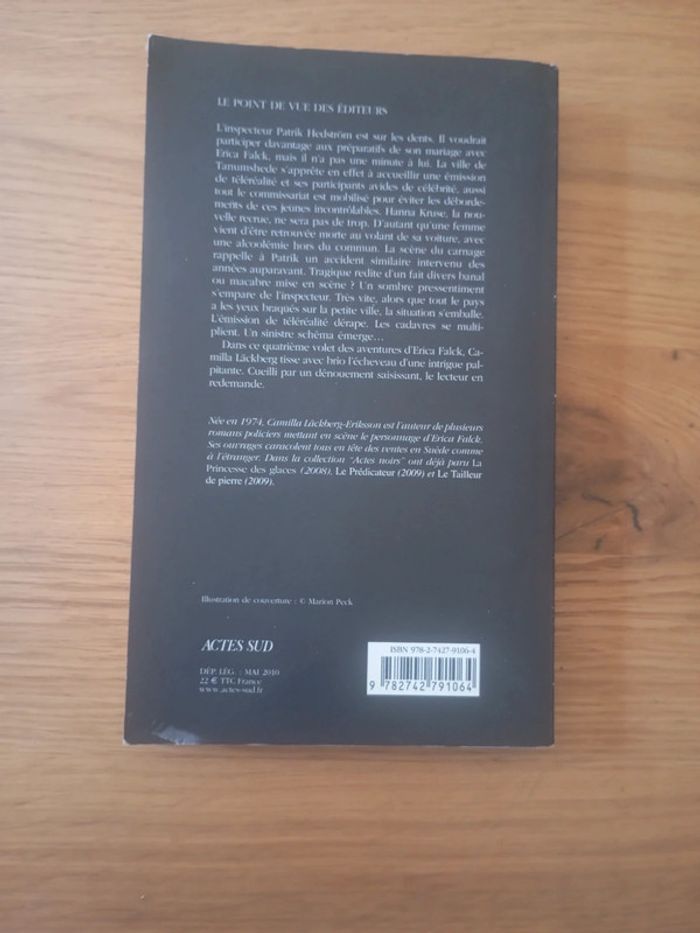 LE POINT DE VUE DES ÉDITEURS
L'inspecteur Patrik Hedström est sur les dents. Il voudrait
participer davantage aux préparatifs de son mariage avec
Erica Falck, mais il n'a pas une minute à lui. La ville de
Tanumshede s'apprête en effet à accueillir une émission
de téléréalité et ses participants avides de célébrité, aussi
tout le commissariat est mobilisé pour éviter les déborde-
ments de ces jeunes incontrôlables. Hanna Kruse, la nou-
velle recrue, ne sera pas de trop. D'autant qu'une femme
vient d'être retrouvée morte au volant de sa voiture, avec
une alcoolémie hors du commun. La scène du carnage
rappelle à Patrik un accident similaire intervenu des
années auparavant. Tragique redite d'un fait divers banal
ou macabre mise en scène ? Un sombre pressentiment
s'empare de l'inspecteur. Très vite, alors que tout le pays
a les yeux braqués sur la petite ville, la situation s'emballe.
L'émission de téléréalité dérape. Les cadavres se multi-
plient. Un sinistre schéma émerge…
Dans ce quatrième volet des aventures d'Erica Falck, Ca-
milla Läckberg tisse avec brio l'écheveau d'une intrigue pal-
pitante. Cueilli par un dénouement saisissant, le lecteur en
redemande.
Née en 1974, Camilla Läckberg-Eriksson est l'auteur de plusieurs
romans policiers mettant en scène le personnage d'Erica Falck.
Ses ouvrages caracolent tous en tête des ventes en Suède comme
à l'étranger. Dans la collection "Actes noirs" ont déjà paru La
Princesse des glaces (2008), Le Prédicateur (2009) et Le Tailleur
de pierre (2009).
Illustration de couverture : © Marion Peck
ACTES SUD
DÉP. LÉG. : MAI 2010
22 € TTC France
www.actes-sud.fr
ISBN 978-2-7427-9106-4
9 782742 791064